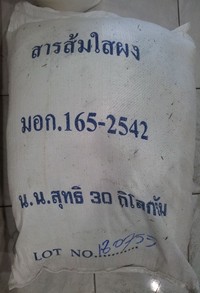 สารส้มใสผง
มอก.165-2542
น.น.สุทธิ 30 กิโลกรัม
LOT NO...........